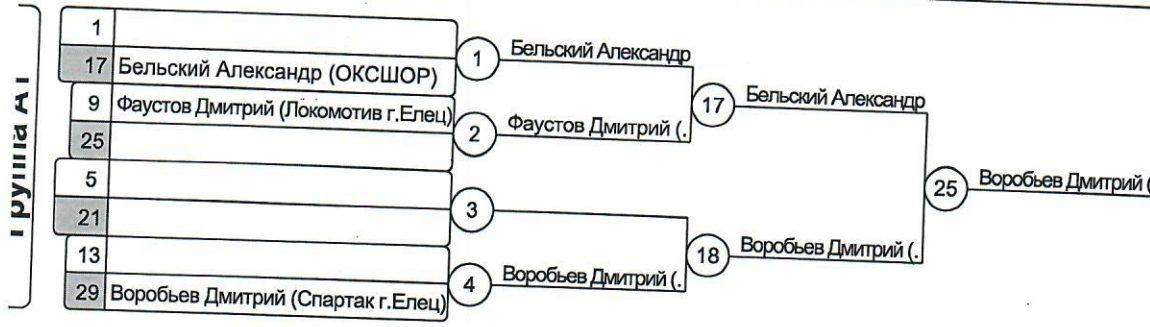 Группа А1
1
17 Бельский Александр (ОКСШОР)
9 Фаустов Дмитрий (Локомотив г.Елец)
25
5
21
13
29 Воробьев Дмитрий (Спартак г.Елец)
1 Бельский Александр
2 Фаустов Дмитрий (.
3
4 Воробьев Дмитрий (.
17 Бельский Александр
18 Воробьев Дмитрий (.
25 Воробьев Дмитрий (